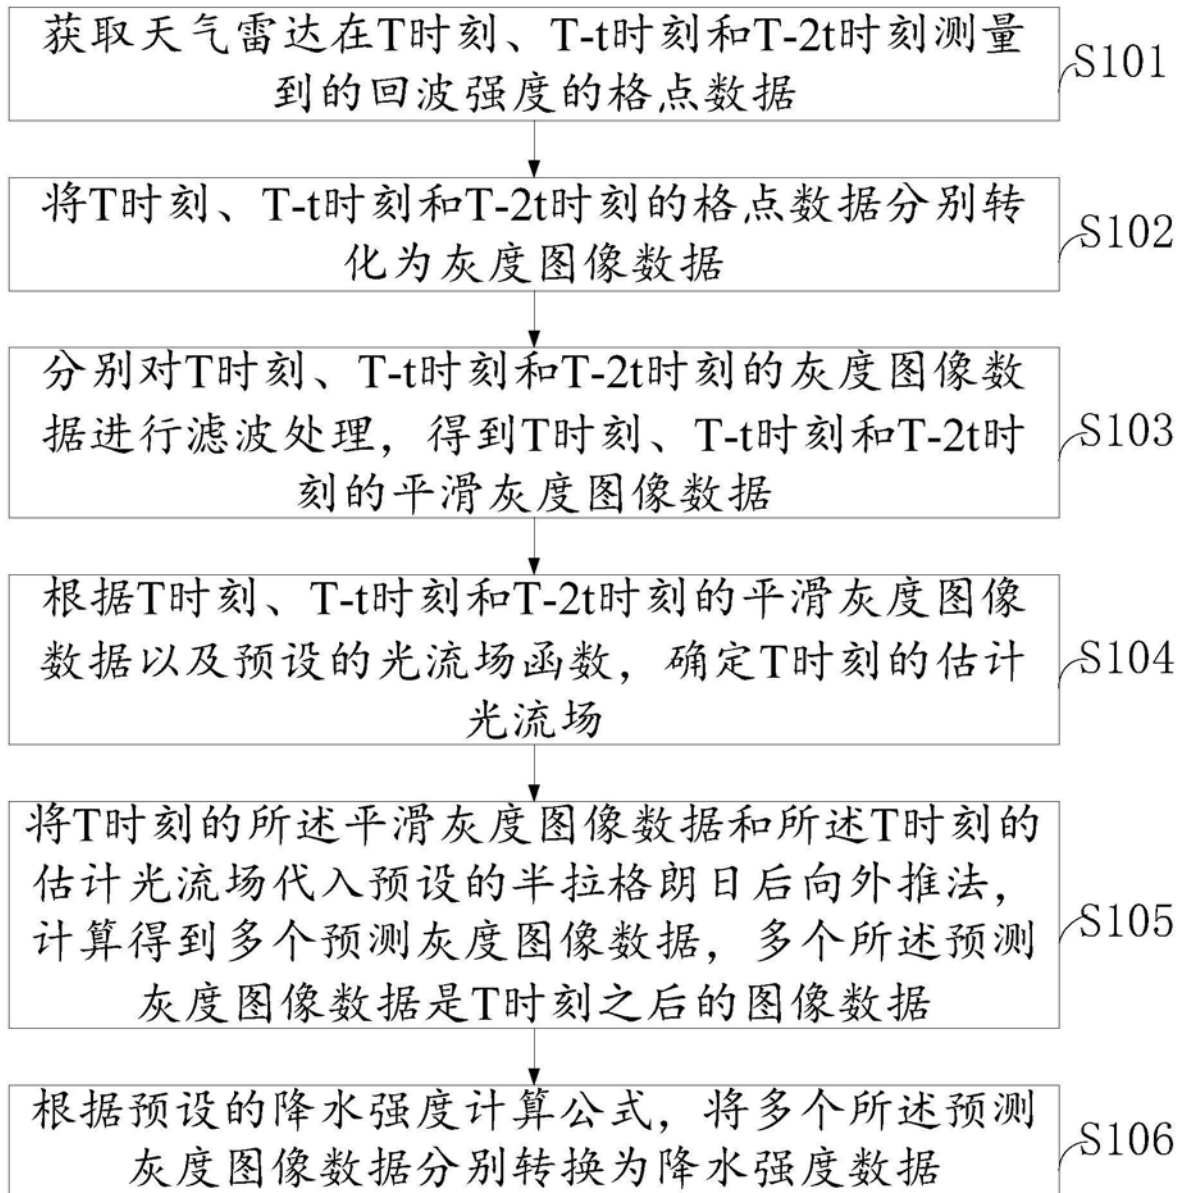 获取天气雷达在T时刻、T-t时刻和T-2t时刻测量
到的回波强度的格点数据
S101
将T时刻、T-t时刻和T-2t时刻的格点数据分别转
化为灰度图像数据
S102
分别对T时刻、T-t时刻和T-2t时刻的灰度图像数
据进行滤波处理，得到T时刻、T-t时刻和T-2t时
刻的平滑灰度图像数据
S103
根据T时刻、T-t时刻和T-2t时刻的平滑灰度图像
数据以及预设的光流场函数，确定T时刻的估计
光流场
S104
将T时刻的所述平滑灰度图像数据和所述T时刻的
估计光流场代入预设的半拉格朗日后向外推法，
计算得到多个预测灰度图像数据，多个所述预测
灰度图像数据是T时刻之后的图像数据
S105
根据预设的降水强度计算公式，将多个所述预测
灰度图像数据分别转换为降水强度数据
S106